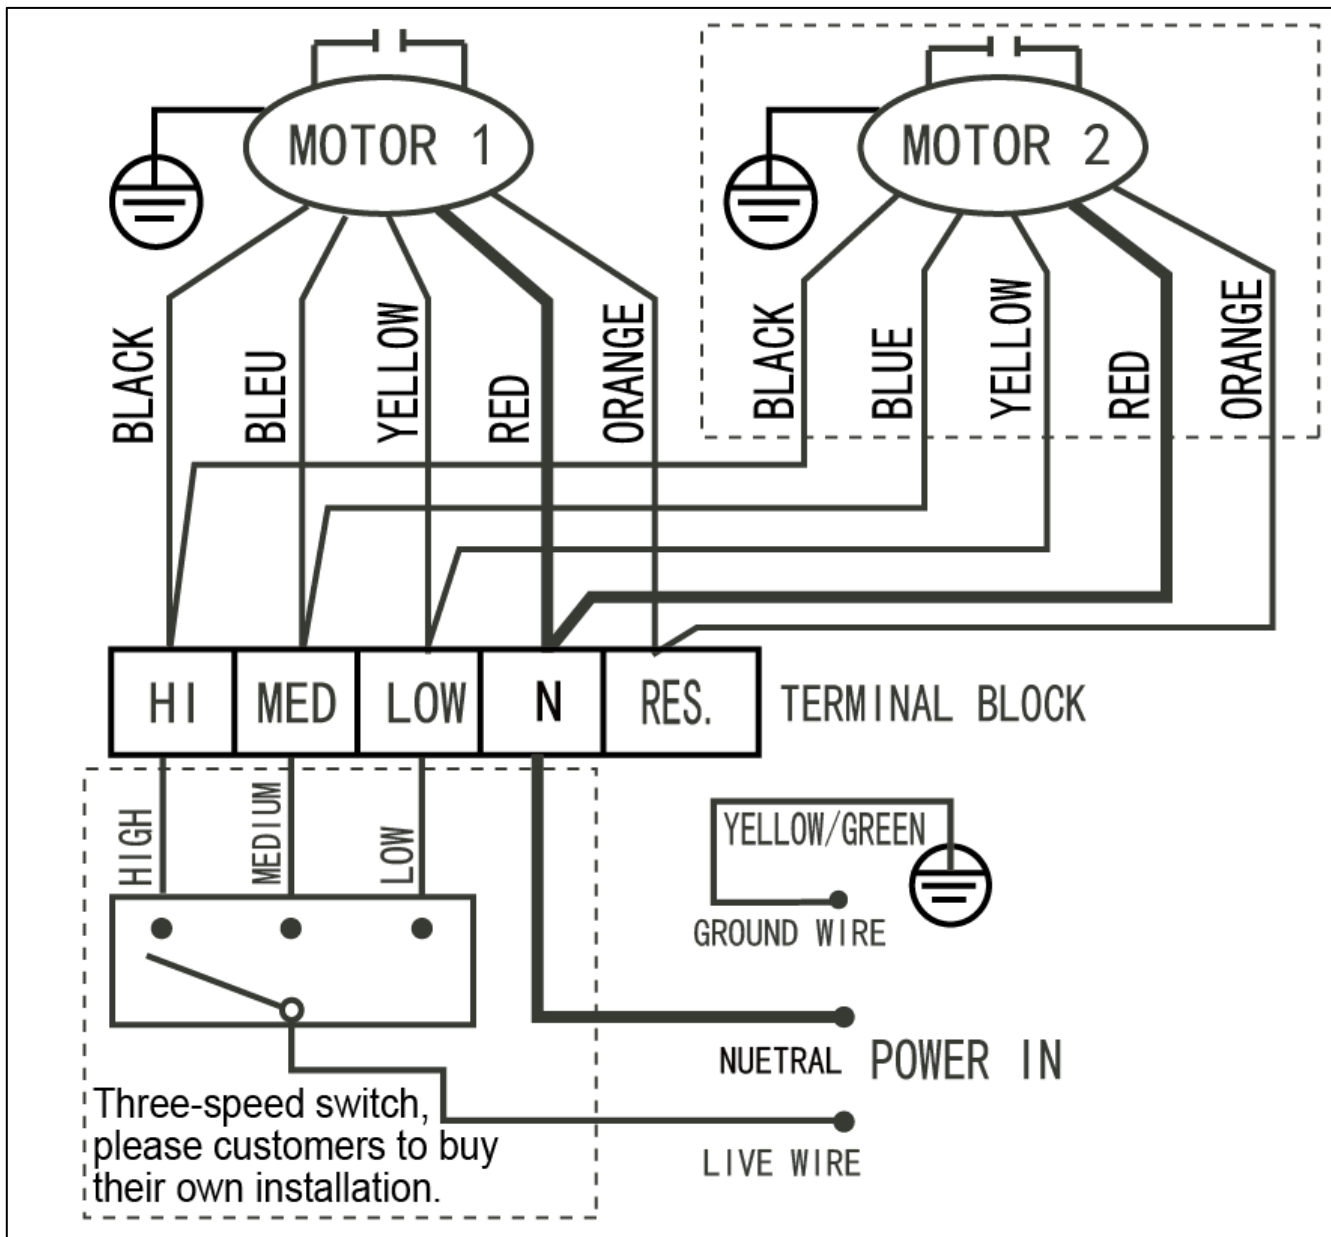 MOTOR 1
MOTOR 2
BLACK
BLEU
YELLOW
RED
ORANGE
BLACK
BLUE
YELLOW
RED
ORANGE
HI
MED
LOW
N
RES.
TERMINAL BLOCK
HIGH
MEDIUM
LOW
YELLOW/GREEN
GROUND WIRE
NUETRAL
POWER IN
LIVE WIRE
Three-speed switch,
please customers to buy
their own installation.